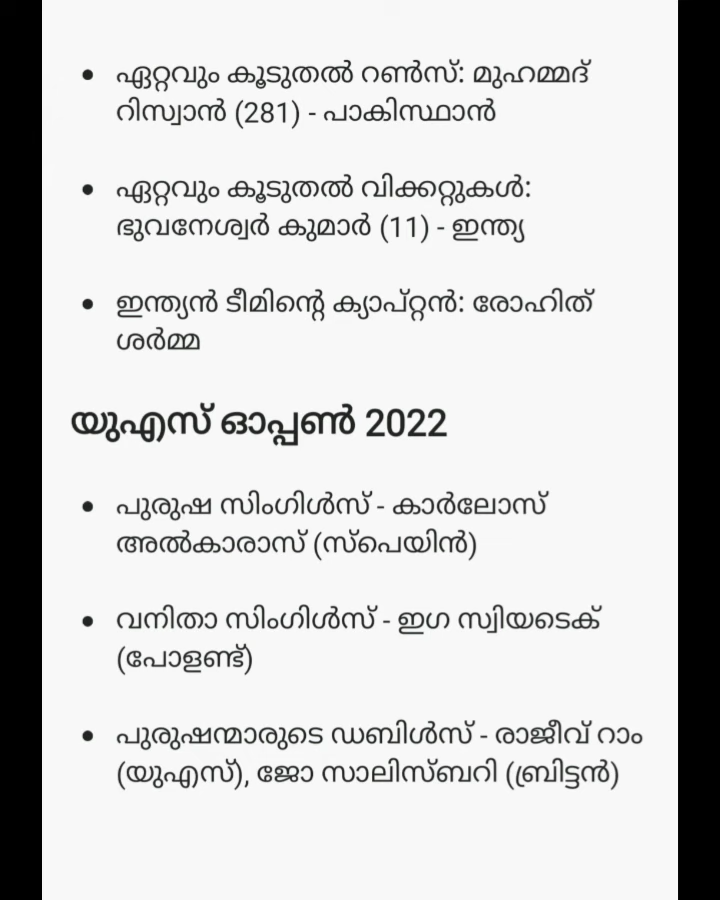 • ഏറ്റവും കൂടുതൽ റൺസ്: മുഹമ്മദ്
റിസ്വാൻ (281) - പാകിസ്ഥാൻ
• ഏറ്റവും കൂടുതൽ വിക്കറ്റുകൾ:
ഭുവനേശ്വർ കുമാർ (11) - ഇന്ത്യ
• ഇന്ത്യൻ ടീമിന്റെ ക്യാപ്റ്റൻ: രോഹിത്
ശർമ്മ
യുഎസ് ഓപ്പൺ 2022
• പുരുഷ സിംഗിൾസ് - കാർലോസ്
അൽകാരാസ് (സ്പെയിൻ)
• വനിതാ സിംഗിൾസ് - ഇഗ സ്വിയടെക്
(പോളണ്ട്)
• പുരുഷന്മാരുടെ ഡബിൾസ് - രാജീവ് റാം
(യുഎസ്), ജോ സാലിസ്ബറി (ബ്രിട്ടൻ)